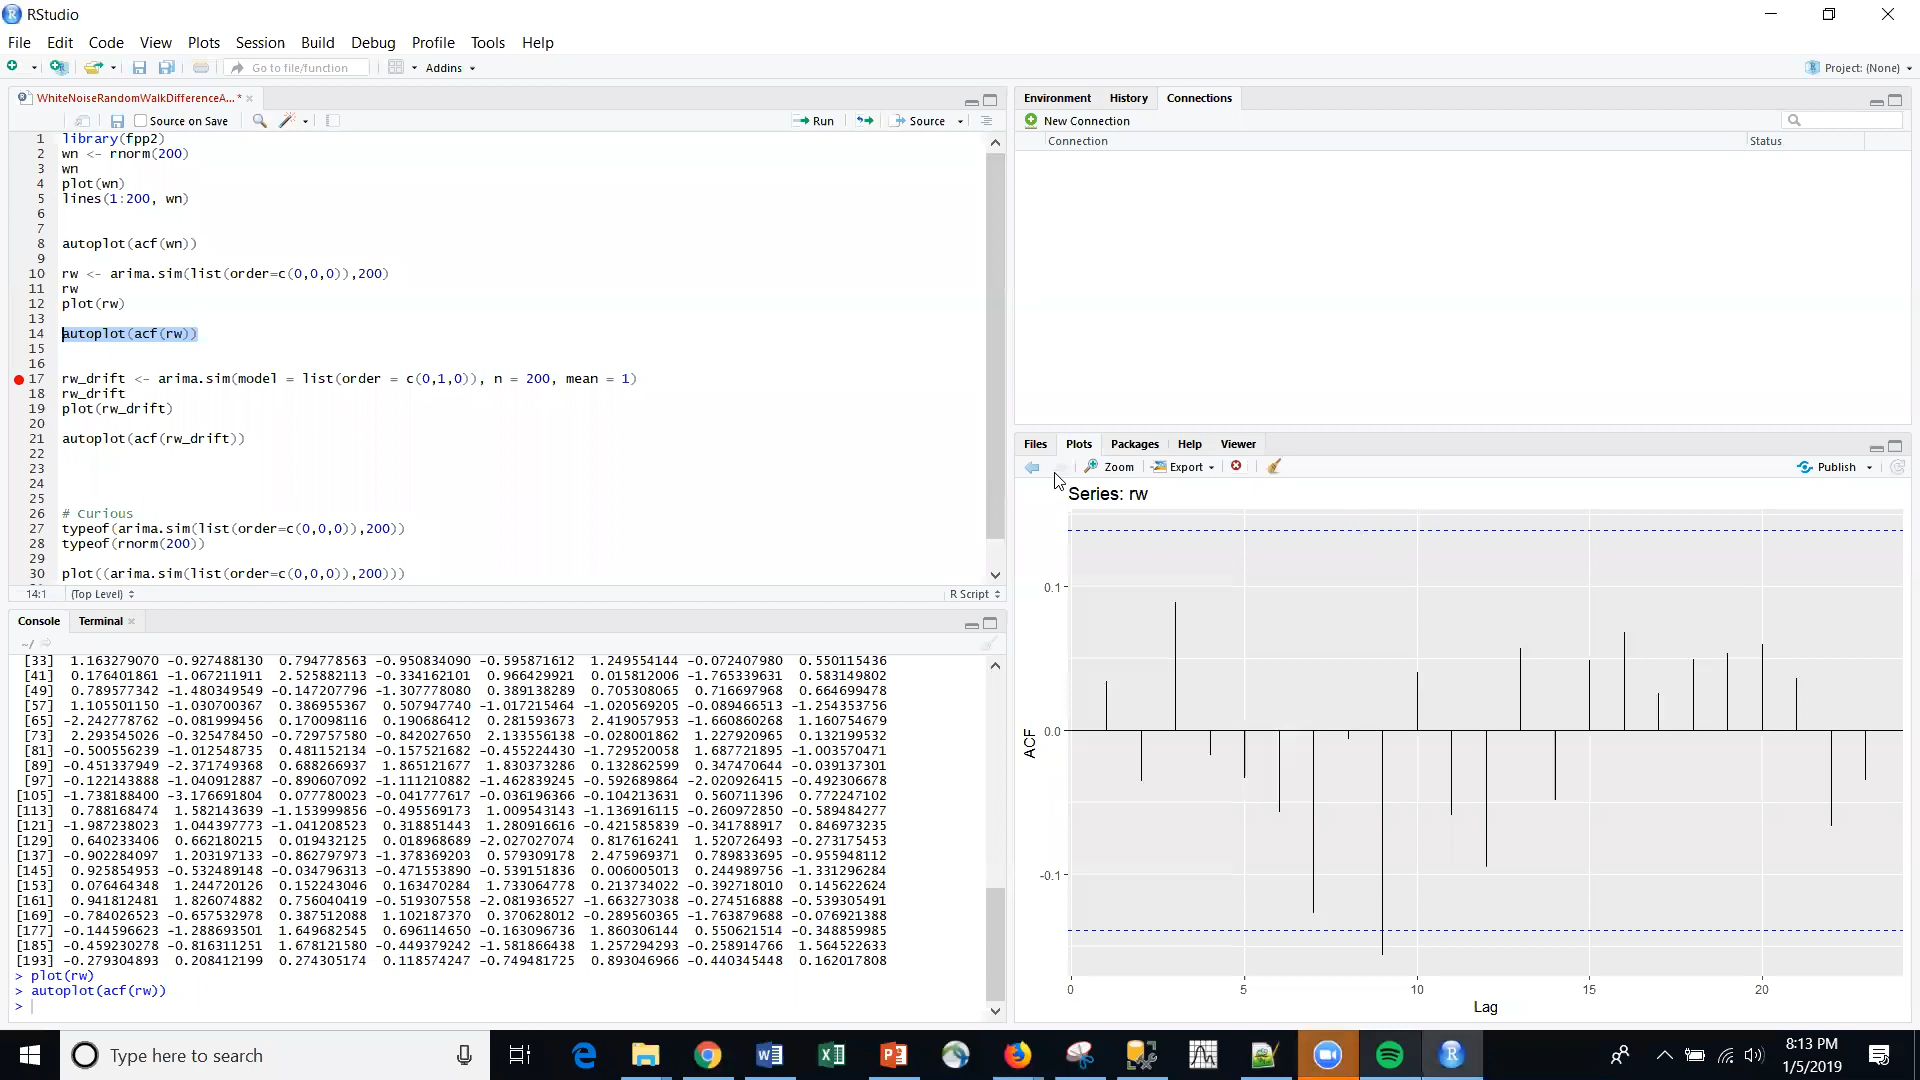 RStudio
File Edit Code View Plots Session Build Debug Profile Tools Help
Go to file/function Addins Project: (None)
WhiteNoiseRandomWalkDifferenceA... *
Source on Save Run Source
1 library(fpp2)
2 wn <- rnorm(200)
3 wn
4 plot(wn)
5 lines(1:200, wn)
6
7
8 autoplot(acf(wn))
9
10 rw <- arima.sim(list(order=c(0,0,0)),200)
11 rw
12 plot(rw)
13
14 autoplot(acf(rw))
15
16
17 rw_drift <- arima.sim(model = list(order = c(0,1,0)), n = 200, mean = 1)
18 rw_drift
19 plot(rw_drift)
20
21 autoplot(acf(rw_drift))
22
23
24
25
26 # Curious
27 typeof(arima.sim(list(order=c(0,0,0)),200))
28 typeof(rnorm(200))
29
30 plot((arima.sim(list(order=c(0,0,0)),200)))
14:1 (Top Level) R Script
Console Terminal
~/
[33] 1.163279070 -0.927488130 0.794778563 -0.950834090 -0.595871612 1.249554144 -0.072407980 0.550115436
[41] 0.176401861 -1.067211911 2.525882113 -0.334162101 0.966429921 0.015812006 -1.765339631 0.583149802
[49] 0.789577342 -1.480349549 -0.147207796 -1.307778080 0.389138289 0.705308065 0.716697968 0.664699478
[57] 1.105501150 -1.030700367 0.386955367 0.507947740 -1.017215464 -1.020569205 -0.089466513 -1.254353756
[65] -2.242778762 -0.081999456 0.170098116 0.190686412 0.281593673 2.419057953 -1.660860268 1.160754679
[73] 2.293545026 -0.325478450 -0.729757580 -0.842027650 2.133556138 -0.028001862 1.227920965 0.132199532
[81] -0.500556239 -1.012548735 0.481152134 -0.157521682 -0.455224430 -1.729520058 1.687721895 -1.003570471
[89] -0.451337949 -2.371749368 0.688266937 1.865121677 1.830373286 0.132862599 0.347470644 -0.039137301
[97] -0.122143888 -1.040912887 -0.890607092 -1.111210882 -1.462839245 -0.592689864 -2.020926415 -0.492306678
[105] -1.738188400 -3.176691804 0.077780023 -0.041777617 -0.036196366 -0.104213631 0.560711396 0.772247102
[113] 0.788168474 1.582143639 -1.153999856 -0.495569173 1.009543143 -1.136916115 -0.260972850 -0.589484277
[121] -1.987238023 1.044397773 -1.041208523 0.318851443 1.280916616 -0.421585839 -0.341788917 0.846973235
[129] 0.640233406 0.662180215 0.019432125 0.018968689 -2.027027074 0.817616241 1.520726493 -0.273175453
[137] -0.902284097 1.203197133 -0.862797973 -1.378369203 0.579309178 2.475969371 0.789833695 -0.955948112
[145] 0.925854953 -0.532489148 -0.034796313 -0.471553890 -0.539151836 0.006005013 0.244989756 -1.331296284
[153] 0.076464348 1.244720126 0.152243046 0.163470284 1.733064778 0.213734022 -0.392718010 0.145622624
[161] 0.941812481 1.826074882 0.756040419 -0.519307558 -2.081936527 -1.663273038 -0.274516888 -0.539305491
[169] -0.784026523 -0.657532978 0.387512088 1.102187370 0.370628012 -0.289560365 -1.763879688 -0.076921388
[177] -0.144596623 -1.288693501 1.649682545 0.696114650 -0.163096736 1.860306144 0.550621514 -0.348859985
[185] -0.459230278 -0.816311251 1.678121580 -0.449379242 -1.581866438 1.257294293 -0.258914766 1.564522633
[193] -0.279304893 0.208412199 0.274305174 0.118574247 -0.749481725 0.893046966 -0.440345448 0.162017808
> plot(rw)
> autoplot(acf(rw))
>
Environment History Connections
New Connection
Connection Status
Files Plots Packages Help Viewer
Zoom Export Publish
Series: rw
0.1
0.0
-0.1
ACF
0 5 10 15 20
Lag
Type here to search
8:13 PM
1/5/2019